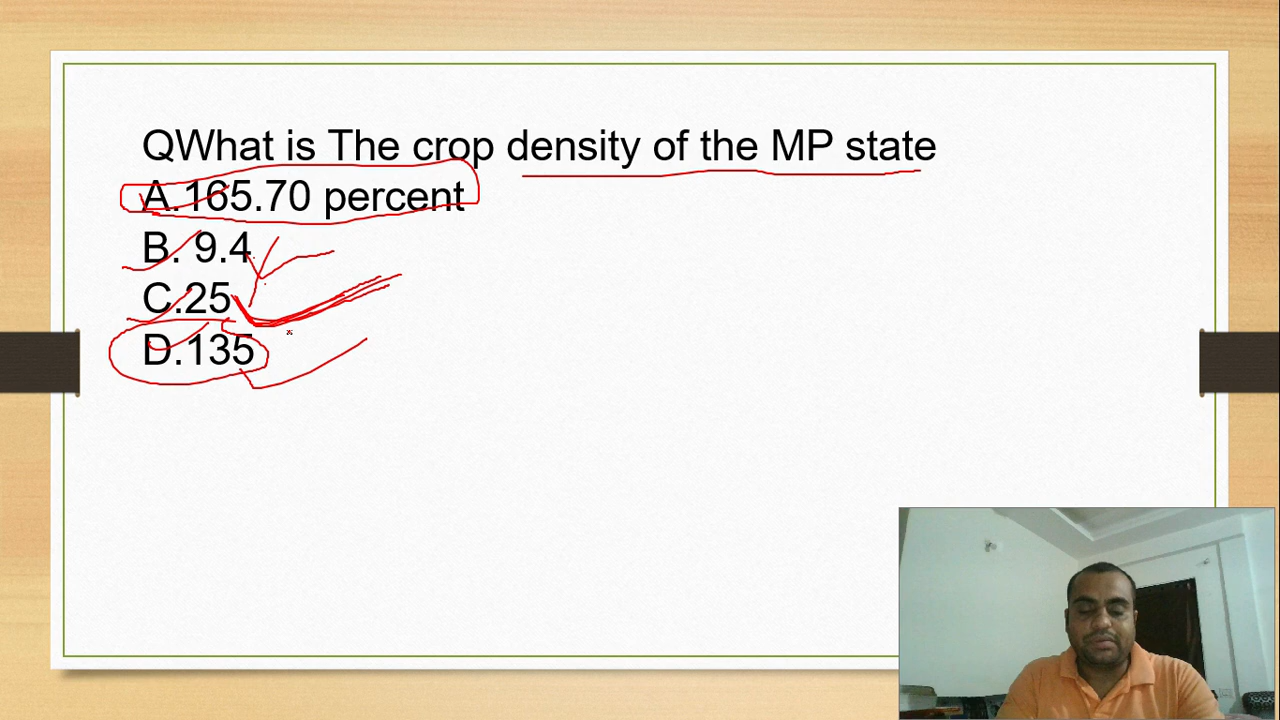 QWhat is The crop density of the MP state
A.165.70 percent
B. 9.4
C.25
D.135